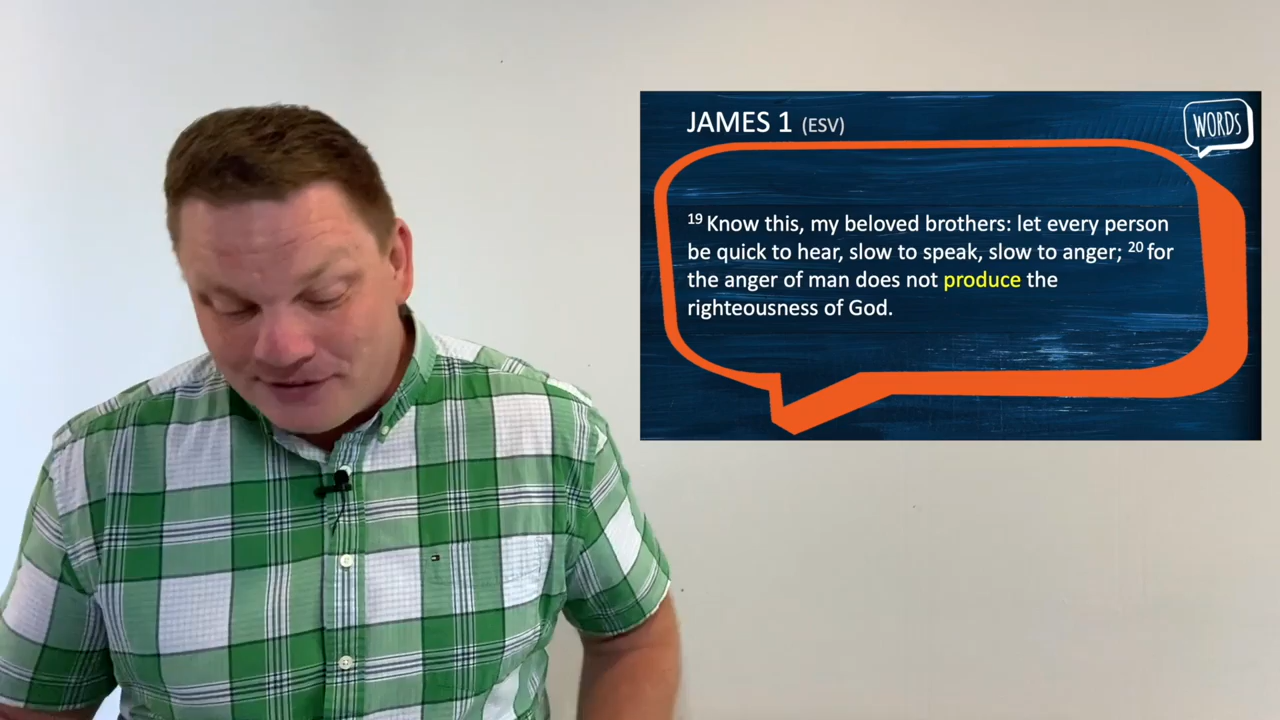 JAMES 1 (ESV)
WORDS
19 Know this, my beloved brothers: let every person
be quick to hear, slow to speak, slow to anger; 20 for
the anger of man does not produce the
righteousness of God.